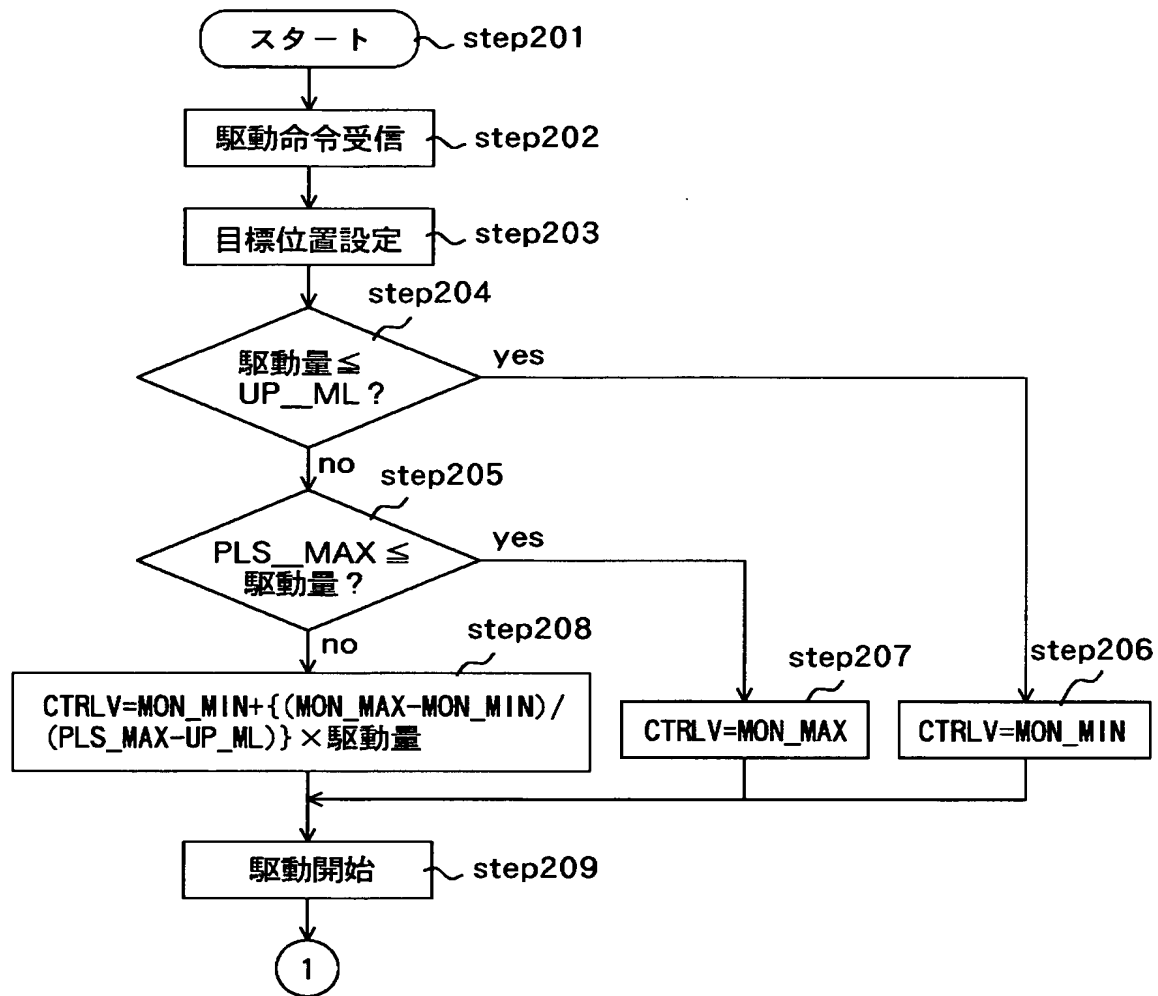 スタート
step201
駆動命令受信
step202
目標位置設定
step203
step204
駆動量≦
UP__ML?
yes
no
step205
PLS__MAX≦
駆動量?
yes
no
step208
CTRLV=MON_MIN+{(MON_MAX-MON_MIN)/
(PLS_MAX-UP_ML)}×駆動量
step207
CTRLV=MON_MAX
step206
CTRLV=MON_MIN
駆動開始
step209
1